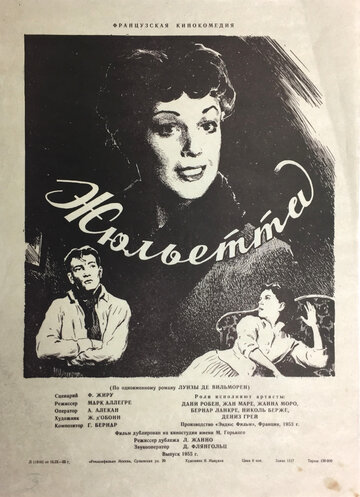 ФРАНЦУЗСКАЯ КИНОКОМЕДИЯ
Жюльетта
(По одноименному роману ЛУИЗЫ ДЕ ВИЛЬМОРЕН)
Сценарий Ф. ЖИРУ
Режиссер МАРК АЛЛЕГРЕ
Оператор А. АЛЕКАН
Художник Ж. д'ОБОНН
Композитор Г. БЕРНАР
Роли исполняют артисты:
ДАНИ РОБЕН, ЖАН МАРЕ, ЖАННА МОРО,
БЕРНАР ЛАНКРЕ, НИКОЛЬ БЕРЖЕ,
ДЕНИЗ ГРЕЙ
Производство «Эндюс Фильм», Франция, 1953 г.
Фильм дублирован на киностудии имени М. Горького
Режиссер дубляжа Л. ЖАННО
Звукооператор Д. ФЛЯНГОЛЬЦ
Выпуск 1955 г.